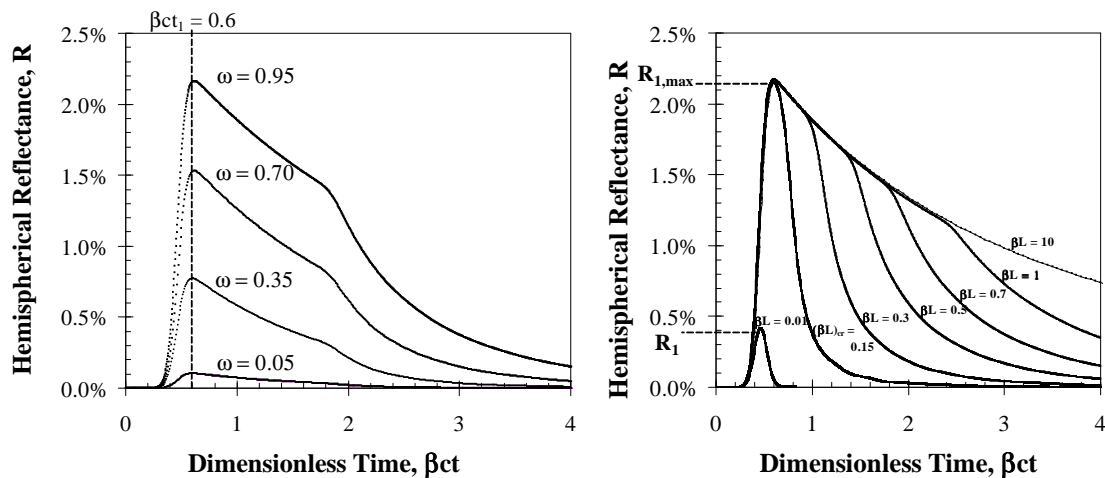 βct₁ = 0.6
2.5%
2.0%
1.5%
1.0%
0.5%
0.0%
Hemispherical Reflectance, R
ω = 0.95
ω = 0.70
ω = 0.35
ω = 0.05
0 1 2 3 4
Dimensionless Time, βct
2.5%
2.0%
1.5%
1.0%
0.5%
0.0%
Hemispherical Reflectance, R
R₁,max
R₁
βL = 10
βL = 1
βL = 0.7
βL = 0.5
βL = 0.3
βL = 0.01
(βL)cr =
0.15
0 1 2 3 4
Dimensionless Time, βct